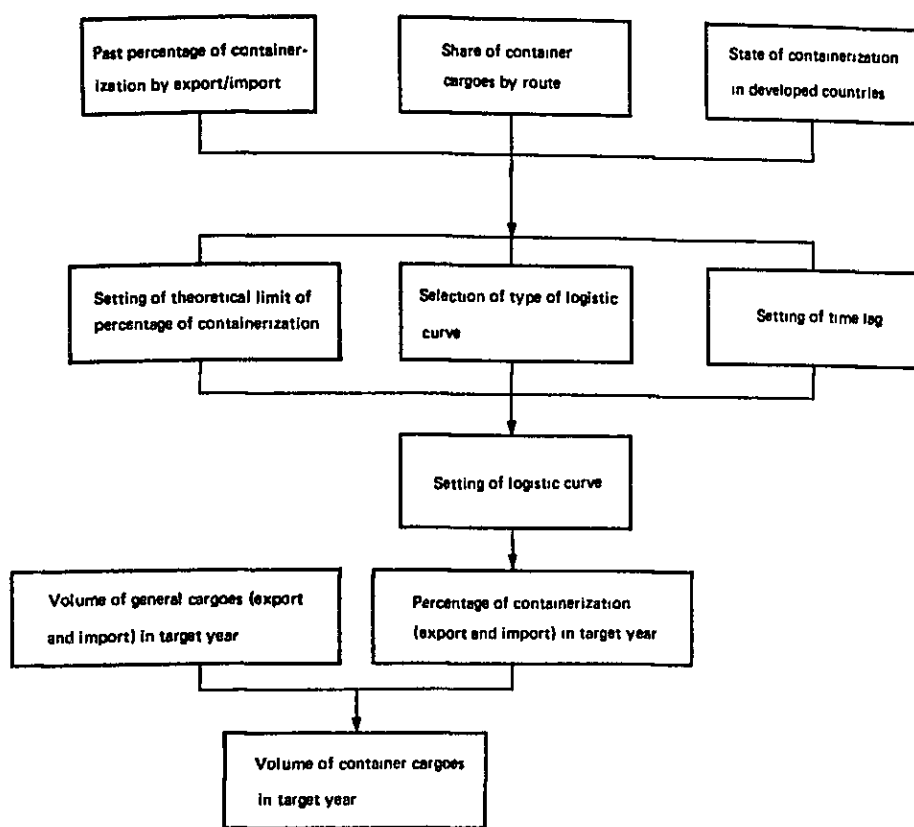 Past percentage of container-
ization by export/import
Share of container
cargoes by route
State of containerization
in developed countries
Setting of theoretical limit of
percentage of containerization
Selection of type of logistic
curve
Setting of time lag
Setting of logistic curve
Volume of general cargoes (export
and import) in target year
Percentage of containerization
(export and import) in target year
Volume of container cargoes
in target year